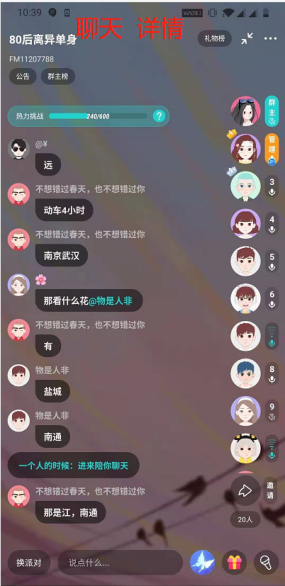 10:39
聊天 详情
80后离异单身
礼物榜
FM11207788
公告
群主榜
热力挑战
240/600
?
群主
管理
@¥
远
不想错过春天，也不想错过你
动车4小时
3
4
不想错过春天，也不想错过你
南京武汉
5
🌸
那看什么花@物是人非
6
不想错过春天，也不想错过你
有
物是人非
盐城
8
物是人非
南通
9
一个人的时候：进来陪你聊天
不想错过春天，也不想错过你
那是江，南通
邀请
20人
换派对
说点什么...